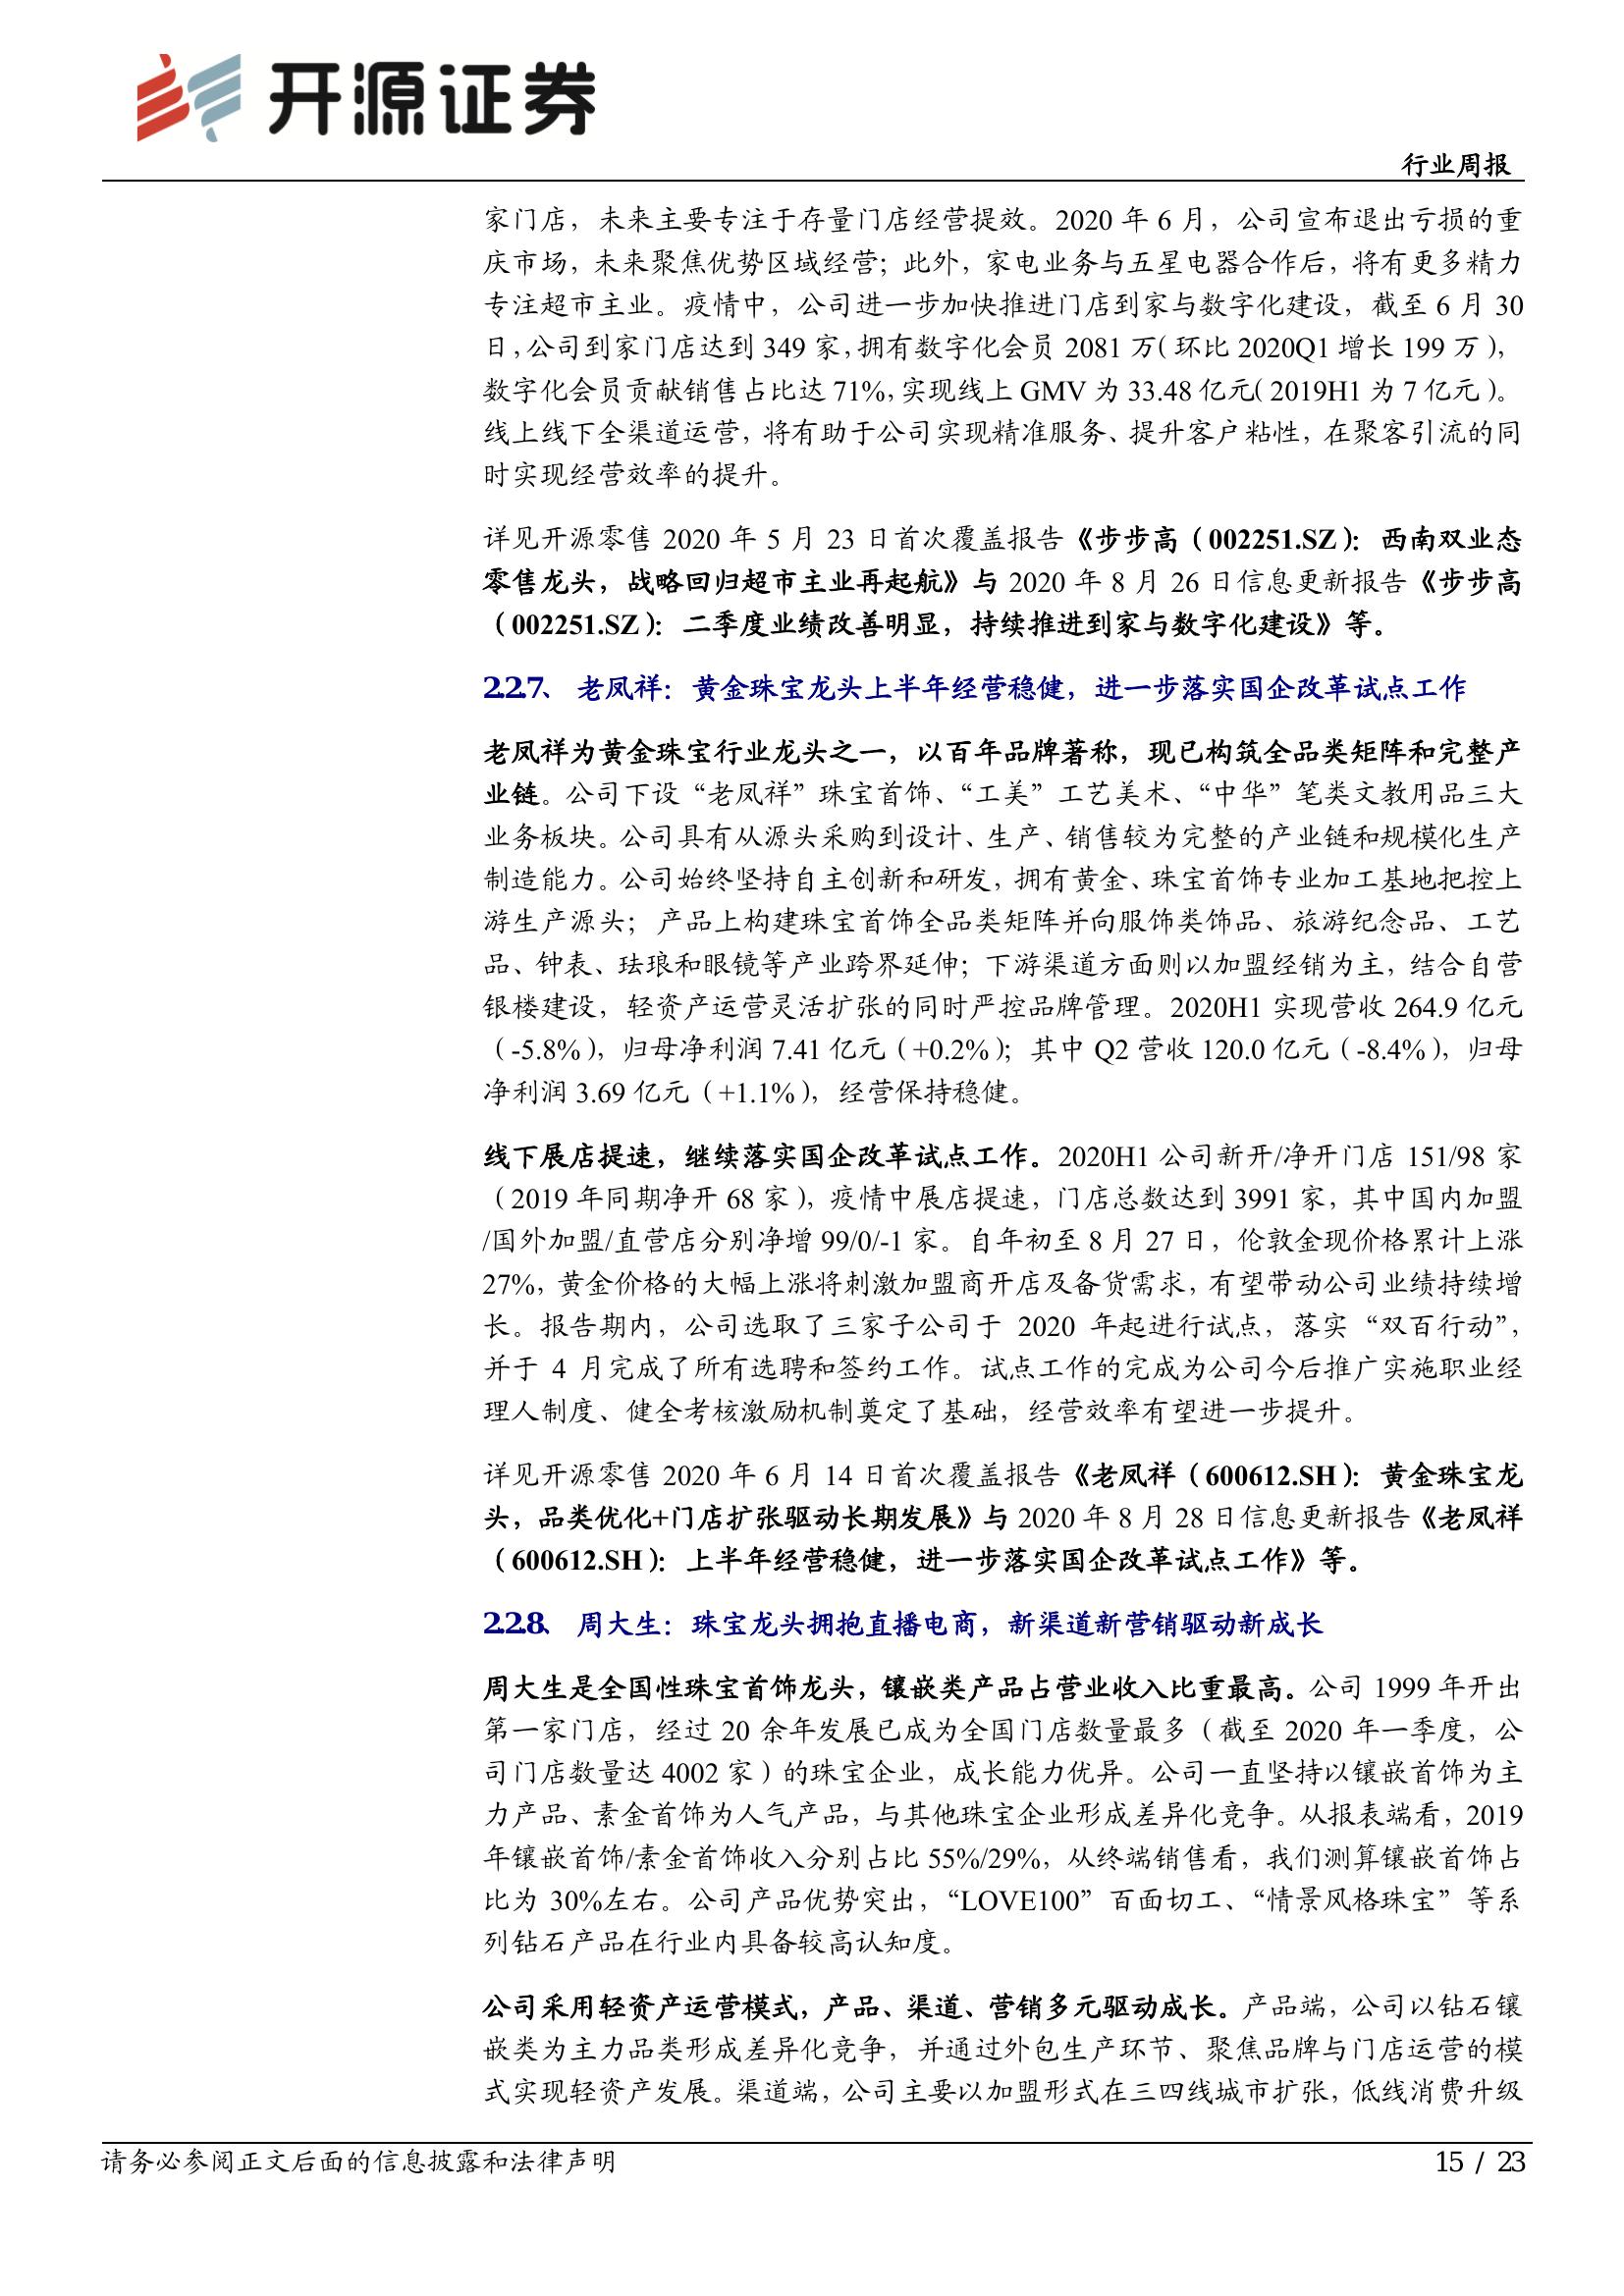 开源证券
行业周报
家门店，未来主要专注于存量门店经营提效。2020 年 6 月，公司宣布退出亏损的重
庆市场，未来聚焦优势区域经营；此外，家电业务与五星电器合作后，将有更多精力
专注超市主业。疫情中，公司进一步加快推进门店到家与数字化建设，截至 6 月 30
日，公司到家门店达到 349 家，拥有数字化会员 2081 万（环比 2020Q1 增长 199 万），
数字化会员贡献销售占比达 71%，实现线上 GMV 为 33.48 亿元（2019H1 为 7 亿元）。
线上线下全渠道运营，将有助于公司实现精准服务、提升客户粘性，在聚客引流的同
时实现经营效率的提升。
详见开源零售 2020 年 5 月 23 日首次覆盖报告《步步高（002251.SZ）：西南双业态
零售龙头，战略回归超市主业再起航》与 2020 年 8 月 26 日信息更新报告《步步高
（002251.SZ）：二季度业绩改善明显，持续推进到家与数字化建设》等。
2.2.7、 老凤祥：黄金珠宝龙头上半年经营稳健，进一步落实国企改革试点工作
老凤祥为黄金珠宝行业龙头之一，以百年品牌著称，现已构筑全品类矩阵和完整产
业链。公司下设“老凤祥”珠宝首饰、“工美”工艺美术、“中华”笔类文教用品三大
业务板块。公司具有从源头采购到设计、生产、销售较为完整的产业链和规模化生产
制造能力。公司始终坚持自主创新和研发，拥有黄金、珠宝首饰专业加工基地把控上
游生产源头；产品上构建珠宝首饰全品类矩阵并向服饰类饰品、旅游纪念品、工艺
品、钟表、珐琅和眼镜等产业跨界延伸；下游渠道方面则以加盟经销为主，结合自营
银楼建设，轻资产运营灵活扩张的同时严控品牌管理。2020H1 实现营收 264.9 亿元
（-5.8%），归母净利润 7.41 亿元（+0.2%）；其中 Q2 营收 120.0 亿元（-8.4%），归母
净利润 3.69 亿元（+1.1%），经营保持稳健。
线下展店提速，继续落实国企改革试点工作。2020H1 公司新开/净开门店 151/98 家
（2019 年同期净开 68 家），疫情中展店提速，门店总数达到 3991 家，其中国内加盟
/国外加盟/直营店分别净增 99/0/-1 家。自年初至 8 月 27 日，伦敦金现价格累计上涨
27%，黄金价格的大幅上涨将刺激加盟商开店及备货需求，有望带动公司业绩持续增
长。报告期内，公司选取了三家子公司于 2020 年起进行试点，落实“双百行动”，
并于 4 月完成了所有选聘和签约工作。试点工作的完成为公司今后推广实施职业经
理人制度、健全考核激励机制奠定了基础，经营效率有望进一步提升。
详见开源零售 2020 年 6 月 14 日首次覆盖报告《老凤祥（600612.SH）：黄金珠宝龙
头，品类优化+门店扩张驱动长期发展》与 2020 年 8 月 28 日信息更新报告《老凤祥
（600612.SH）：上半年经营稳健，进一步落实国企改革试点工作》等。
2.2.8、 周大生：珠宝龙头拥抱直播电商，新渠道新营销驱动新成长
周大生是全国性珠宝首饰龙头，镶嵌类产品占营业收入比重最高。公司 1999 年开出
第一家门店，经过 20 余年发展已成为全国门店数量最多（截至 2020 年一季度，公
司门店数量达 4002 家）的珠宝企业，成长能力优异。公司一直坚持以镶嵌首饰为主
力产品、素金首饰为人气产品，与其他珠宝企业形成差异化竞争。从报表端看，2019
年镶嵌首饰/素金首饰收入分别占比 55%/29%，从终端销售看，我们测算镶嵌首饰占
比为 30%左右。公司产品优势突出，“LOVE100”百面切工、“情景风格珠宝”等系
列钻石产品在行业内具备较高认知度。
公司采用轻资产运营模式，产品、渠道、营销多元驱动成长。产品端，公司以钻石镶
嵌类为主力品类形成差异化竞争，并通过外包生产环节、聚焦品牌与门店运营的模
式实现轻资产发展。渠道端，公司主要以加盟形式在三四线城市扩张，低线消费升级
请务必参阅正文后面的信息披露和法律声明
15 / 23